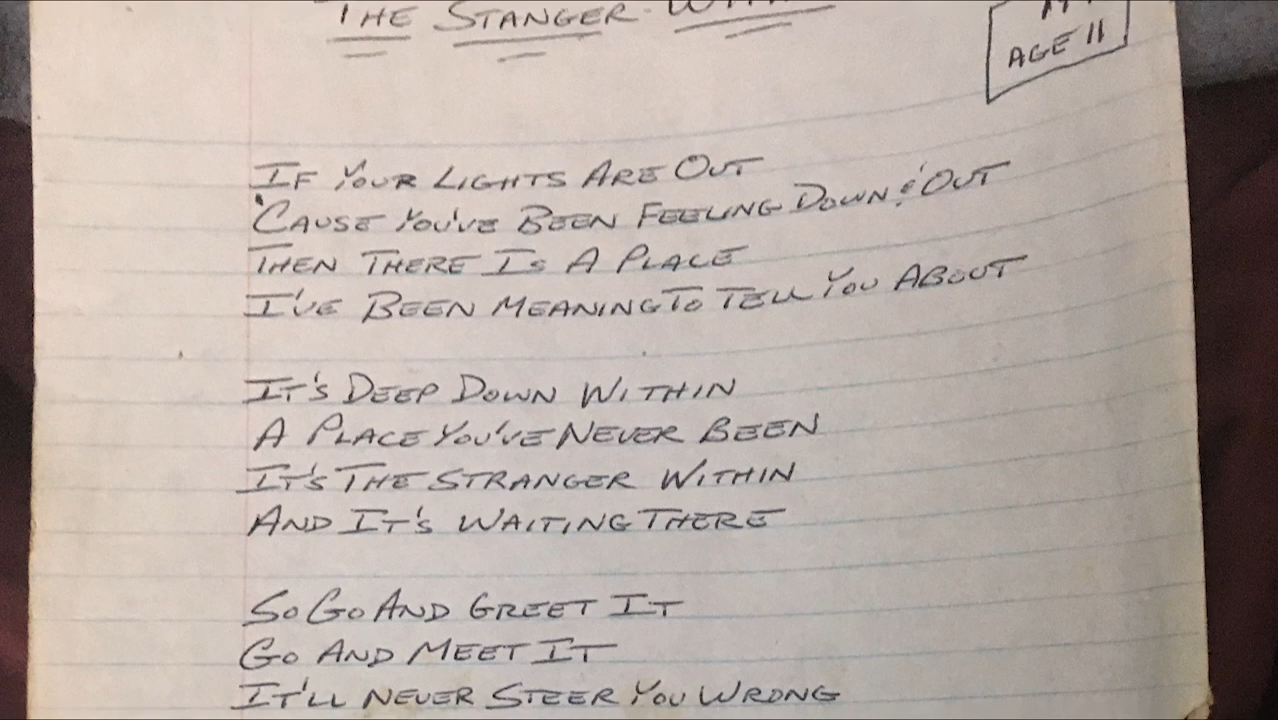 THE STANGER
AGE 11
IF YOUR LIGHTS ARE OUT
'CAUSE YOU'VE BEEN FEELING DOWN & OUT
THEN THERE IS A PLACE
I'VE BEEN MEANING TO TELL YOU ABOUT
IT'S DEEP DOWN WITHIN
A PLACE YOU'VE NEVER BEEN
IT'S THE STRANGER WITHIN
AND IT'S WAITING THERE
SO GO AND GREET IT
GO AND MEET IT
IT'LL NEVER STEER YOU WRONG